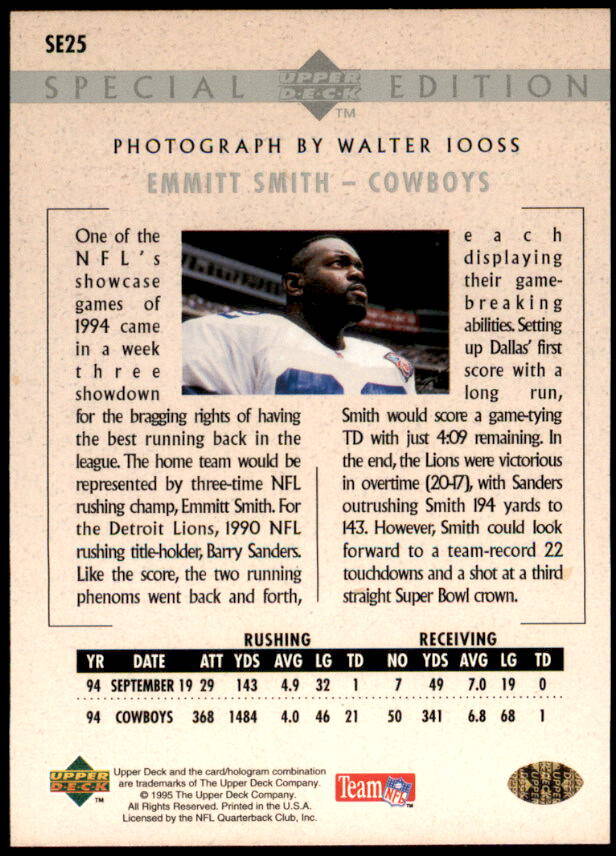 SE25
SPECIAL UPPER DECK EDITION
™
PHOTOGRAPH BY WALTER IOOSS
EMMITT SMITH – COWBOYS
One of the
NFL's
showcase
games of
1994 came
in a week
three
showdown
for the bragging rights of having
the best running back in the
league. The home team would be
represented by three-time NFL
rushing champ, Emmitt Smith. For
the Detroit Lions, 1990 NFL
rushing title-holder, Barry Sanders.
Like the score, the two running
phenoms went back and forth,
each
displaying
their game-
breaking
abilities. Setting
up Dallas' first
score with a
long run,
Smith would score a game-tying
TD with just 4:09 remaining. In
the end, the Lions were victorious
in overtime (20-17), with Sanders
outrushing Smith 194 yards to
143. However, Smith could look
forward to a team-record 22
touchdowns and a shot at a third
straight Super Bowl crown.
RUSHING RECEIVING
YR DATE ATT YDS AVG LG TD NO YDS AVG LG TD
94 SEPTEMBER 19 29 143 4.9 32 1 7 49 7.0 19 0
94 COWBOYS 368 1484 4.0 46 21 50 341 6.8 68 1
UPPER DECK ™
Upper Deck and the card/hologram combination
are trademarks of The Upper Deck Company.
© 1995 The Upper Deck Company.
All Rights Reserved. Printed in the U.S.A.
Licensed by the NFL Quarterback Club, Inc.
Team NFL ™